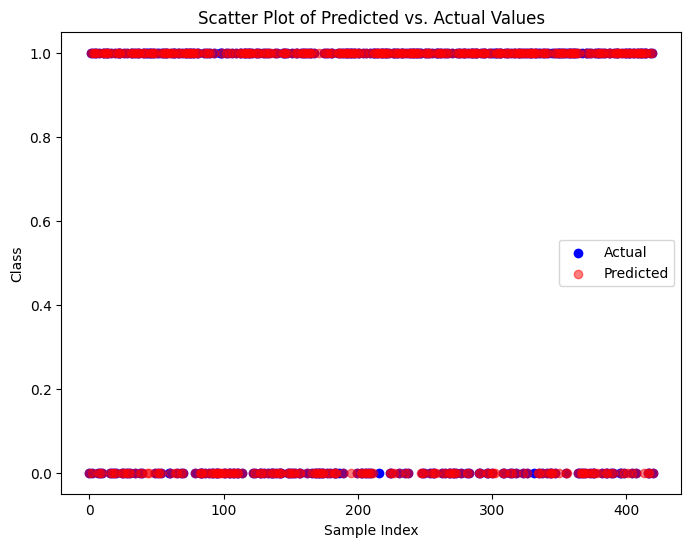 Scatter Plot of Predicted vs. Actual Values
1.0
0.8
0.6
0.4
0.2
0.0
Class
Actual
Predicted
0 100 200 300 400
Sample Index